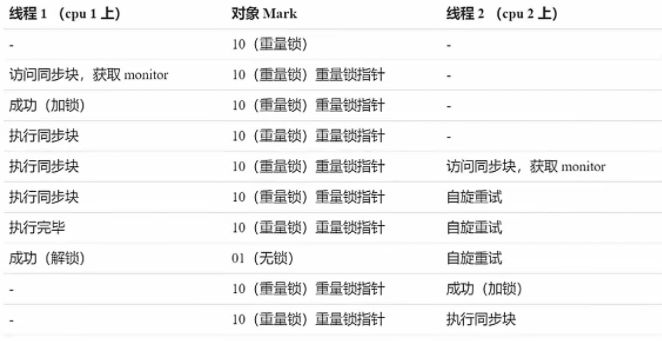 线程 1 （cpu 1 上） 对象 Mark 线程 2 （cpu 2 上）
- 10（重量锁） -
访问同步块，获取 monitor 10（重量锁）重量锁指针 -
成功（加锁） 10（重量锁）重量锁指针 -
执行同步块 10（重量锁）重量锁指针 -
执行同步块 10（重量锁）重量锁指针 访问同步块，获取 monitor
执行同步块 10（重量锁）重量锁指针 自旋重试
执行完毕 10（重量锁）重量锁指针 自旋重试
成功（解锁） 01（无锁） 自旋重试
- 10（重量锁）重量锁指针 成功（加锁）
- 10（重量锁）重量锁指针 执行同步块